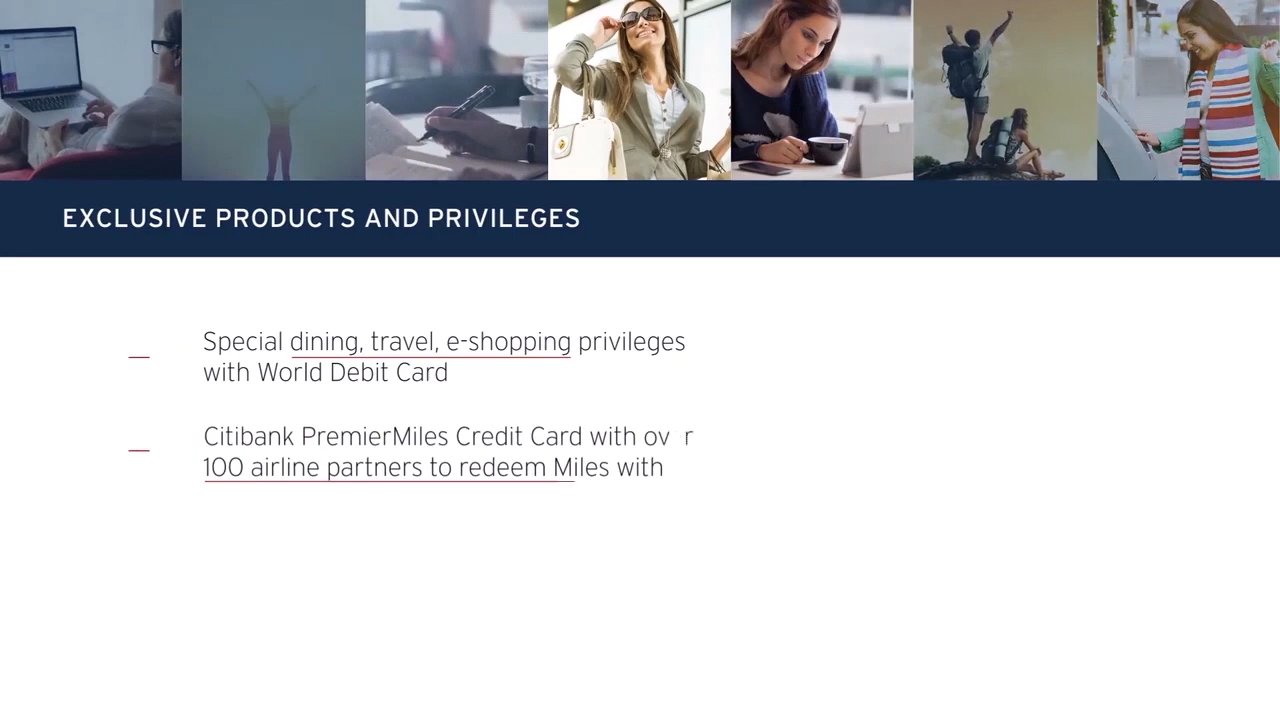 EXCLUSIVE PRODUCTS AND PRIVILEGES
Special dining, travel, e-shopping privileges
with World Debit Card
Citibank PremierMiles Credit Card with ov r
100 airline partners to redeem Miles with